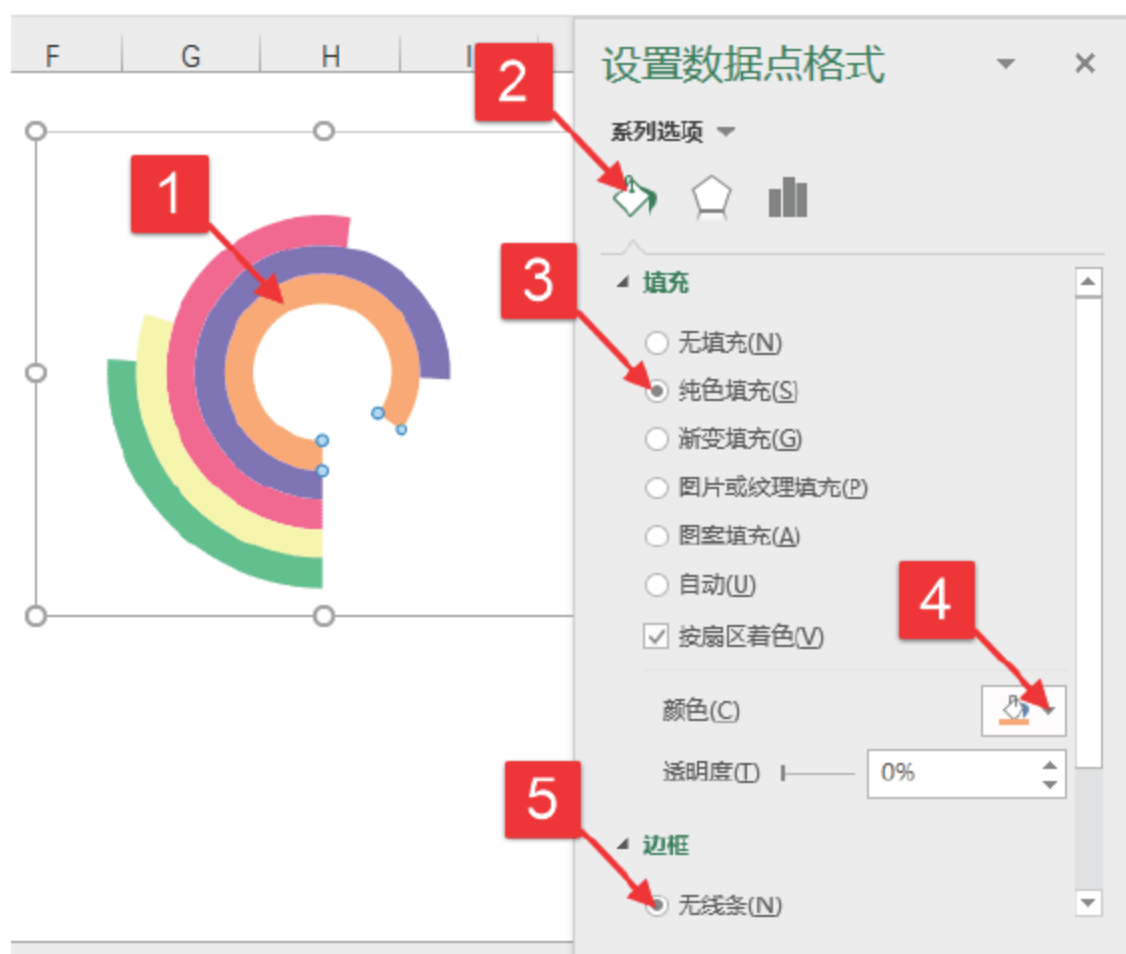 F G H I
设置数据点格式
2
系列选项
1
3
填充
无填充(N)
纯色填充(S)
渐变填充(G)
图片或纹理填充(P)
图案填充(A)
自动(U)
4
按扇区着色(V)
颜色(C)
透明度(T) 0%
5
边框
无线条(N)